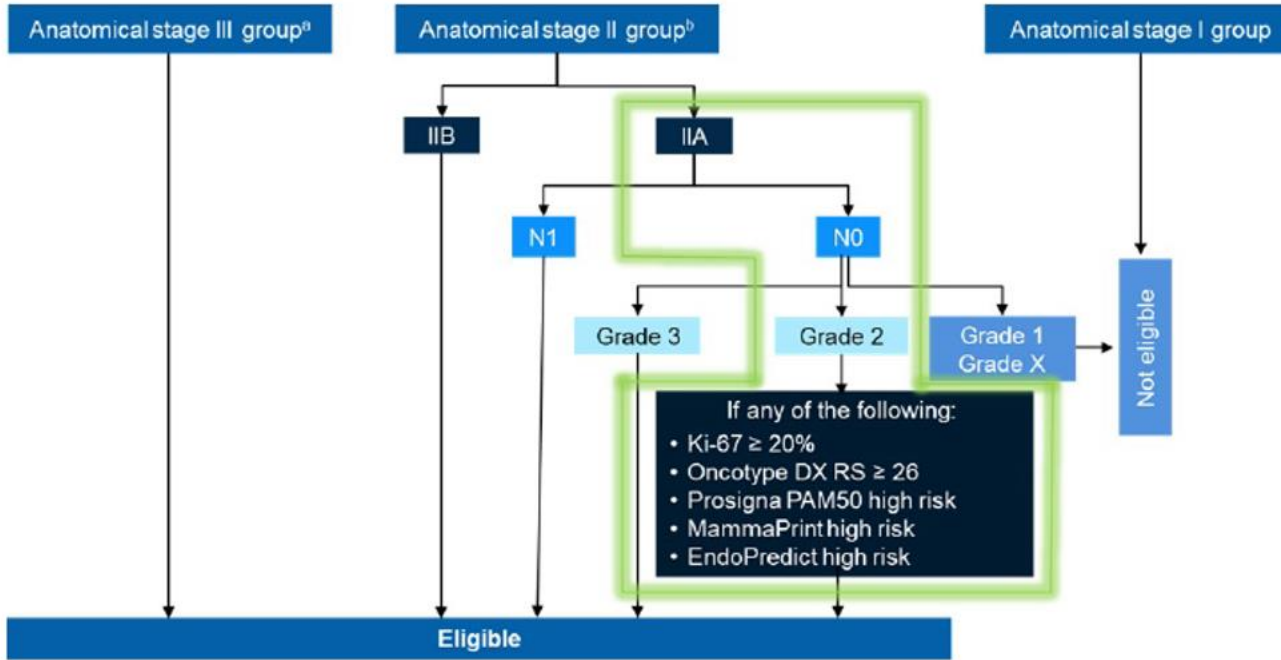 Anatomical stage III groupᵃ
Anatomical stage II groupᵇ
Anatomical stage I group
IIB
IIA
N1
N0
Grade 3
Grade 2
Grade 1
Grade X
Not eligible
If any of the following:
• Ki-67 ≥ 20%
• Oncotype DX RS ≥ 26
• Prosigna PAM50 high risk
• MammaPrint high risk
• EndoPredict high risk
Eligible